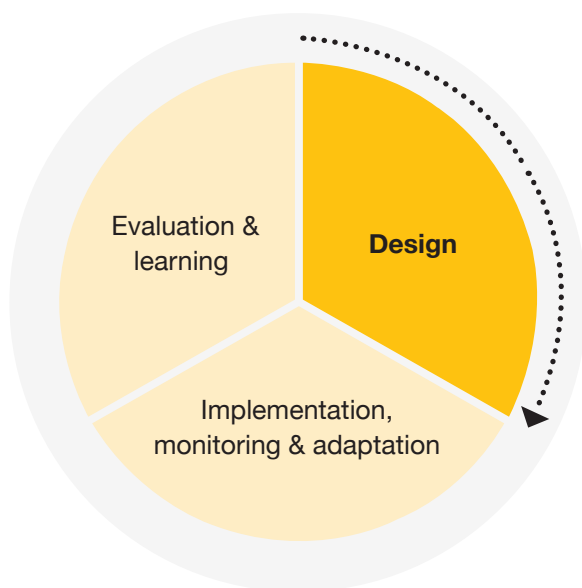 Evaluation &
learning
Design
Implementation,
monitoring & adaptation